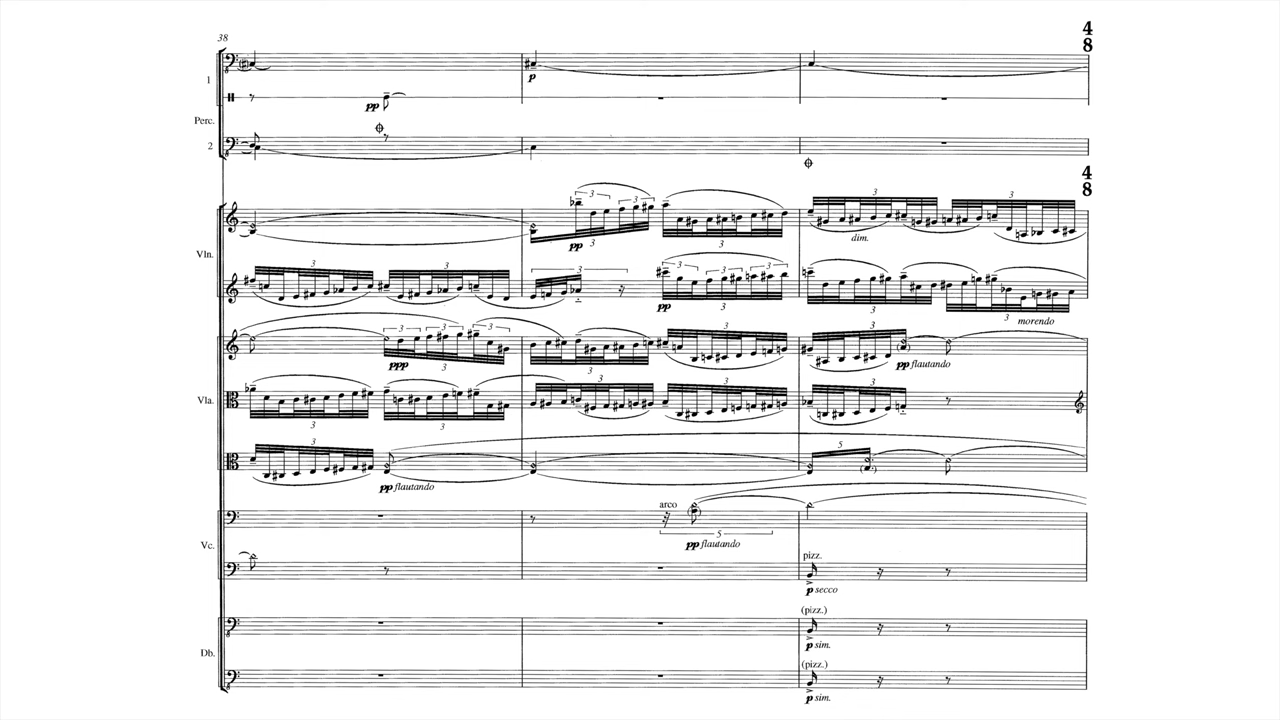 4
8
38
1
p
pp
Perc.
2
4
8
3
3
3
3
dim.
Vln.
pp
3
3
3
3
3
3
3
3
pp
3
3
3
morendo
3
3
3
3
ppp
3
3
3
pp flautando
3
3
Vla.
3
3
3
3
3
3
5
pp flautando
arco
5
pp flautando
Vc.
pizz.
p secco
(pizz.)
p sim.
Db.
(pizz.)
p sim.